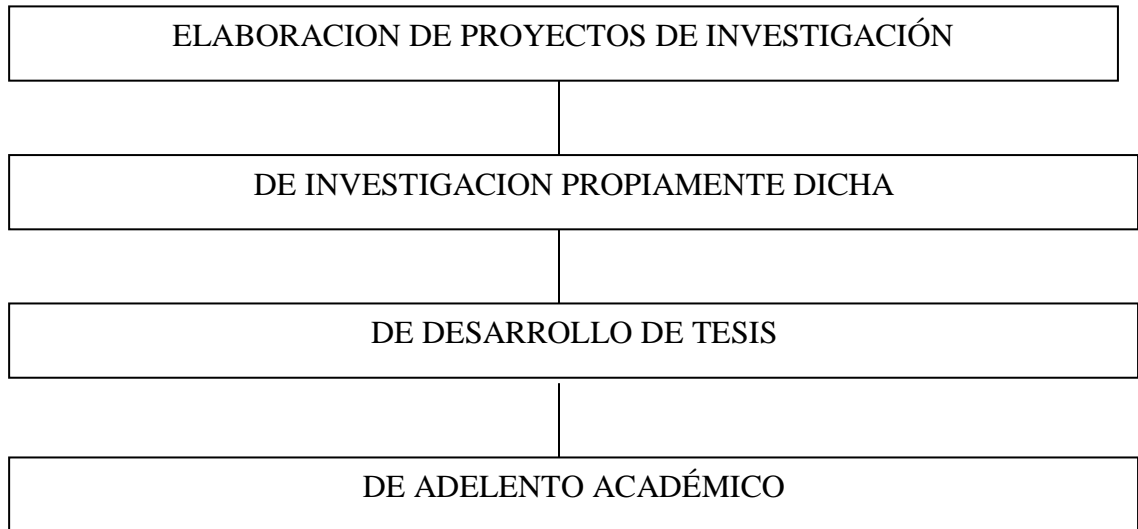 ELABORACION DE PROYECTOS DE INVESTIGACIÓN
DE INVESTIGACION PROPIAMENTE DICHA
DE DESARROLLO DE TESIS
DE ADELENTO ACADÉMICO